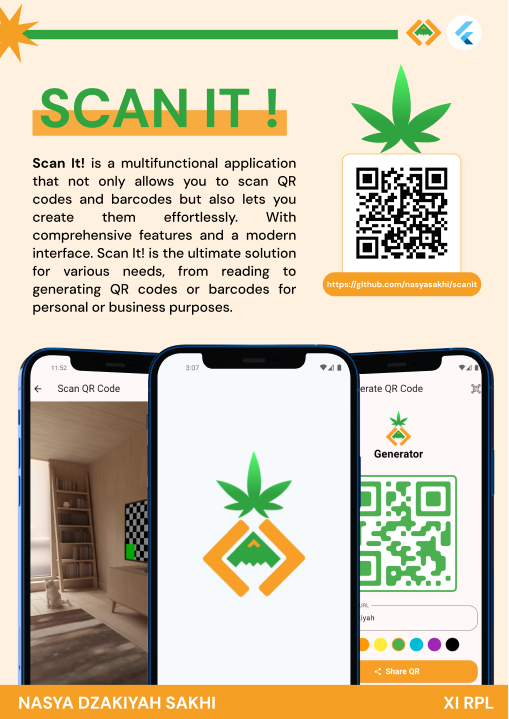 SCAN IT !
Scan It! is a multifunctional application
that not only allows you to scan QR
codes and barcodes but also lets you
create them effortlessly. With
comprehensive features and a modern
interface. Scan It! is the ultimate solution
for various needs, from reading to
generating QR codes or barcodes for
personal or business purposes.
https://github.com/nasyasakhi/scanit
11:52
Scan QR Code
3:07
erate QR Code
Generator
URL
iyah
Share QR
NASYA DZAKIYAH SAKHI
XI RPL